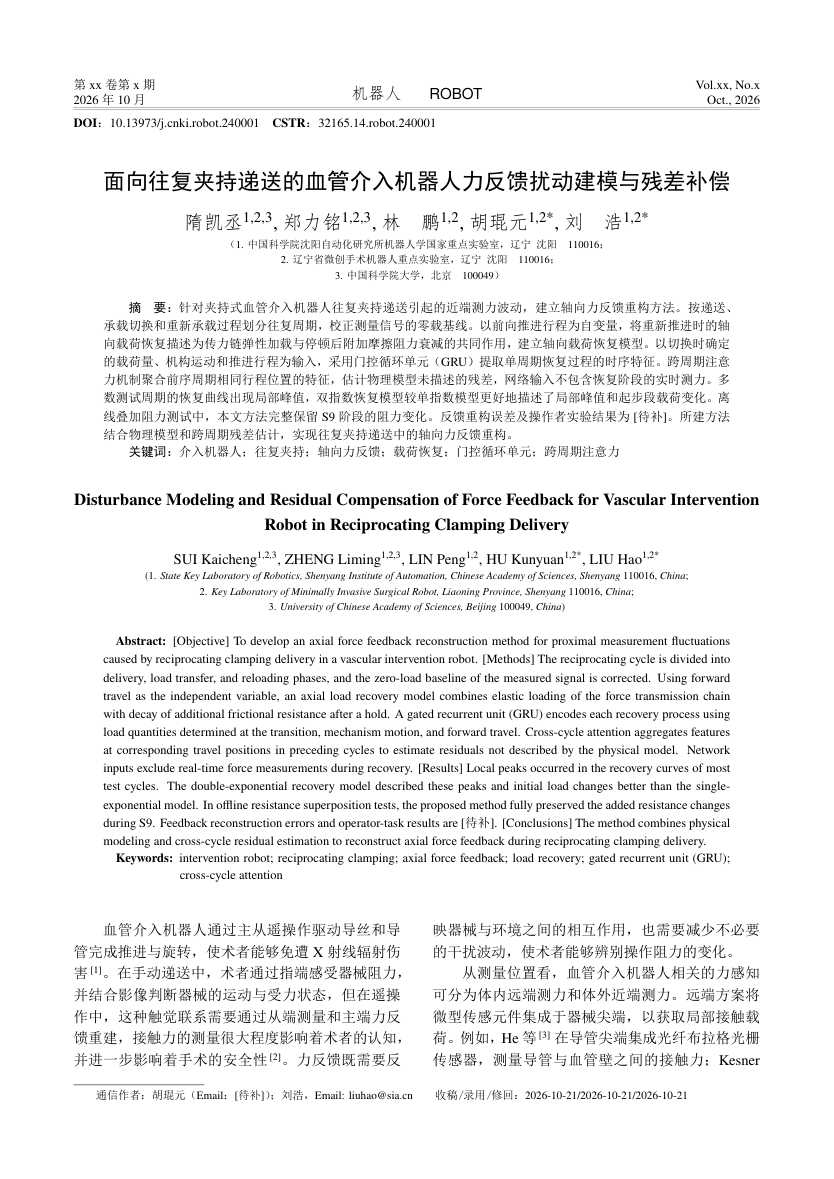 第 xx 卷第 x 期
2026 年 10 月
机器人 ROBOT
Vol.xx, No.x
Oct., 2026
DOI：10.13973/j.cnki.robot.240001 CSTR：32165.14.robot.240001
面向往复夹持递送的血管介入机器人力反馈扰动建模与残差补偿
隋凯丞1,2,3, 郑力铭1,2,3, 林 鹏1,2, 胡琨元1,2*, 刘 浩1,2*
（1. 中国科学院沈阳自动化研究所机器人学国家重点实验室，辽宁 沈阳 110016；
2. 辽宁省微创手术机器人重点实验室，辽宁 沈阳 110016；
3. 中国科学院大学，北京 100049）
摘 要：针对夹持式血管介入机器人往复夹持递送引起的近端测力波动，建立轴向力反馈重构方法。按递送、
承载切换和重新承载过程划分往复周期，校正测量信号的零载基线。以前向推进行程为自变量，将重新推进时的轴
向载荷恢复描述为传力链弹性加载与停顿后附加摩擦阻力衰减的共同作用，建立轴向载荷恢复模型。以切换时确定
的载荷量、机构运动和推进行程为输入，采用门控循环单元（GRU）提取单周期恢复过程的时序特征。跨周期注意
力机制聚合前序周期相同行程位置的特征，估计物理模型未描述的残差，网络输入不包含恢复阶段的实时测力。多
数测试周期的恢复曲线出现局部峰值，双指数恢复模型较单指数模型更好地描述了局部峰值和起步段载荷变化。离
线叠加阻力测试中，本文方法完整保留 S9 阶段的阻力变化。反馈重构误差及操作者实验结果为 [待补]。所建方法
结合物理模型和跨周期残差估计，实现往复夹持递送中的轴向力反馈重构。
关键词：介入机器人；往复夹持；轴向力反馈；载荷恢复；门控循环单元；跨周期注意力
Disturbance Modeling and Residual Compensation of Force Feedback for Vascular Intervention
Robot in Reciprocating Clamping Delivery
SUI Kaicheng1,2,3, ZHENG Liming1,2,3, LIN Peng1,2, HU Kunyuan1,2*, LIU Hao1,2*
(1. State Key Laboratory of Robotics, Shenyang Institute of Automation, Chinese Academy of Sciences, Shenyang 110016, China;
2. Key Laboratory of Minimally Invasive Surgical Robot, Liaoning Province, Shenyang 110016, China;
3. University of Chinese Academy of Sciences, Beijing 100049, China)
Abstract: [Objective] To develop an axial force feedback reconstruction method for proximal measurement fluctuations
caused by reciprocating clamping delivery in a vascular intervention robot. [Methods] The reciprocating cycle is divided into
delivery, load transfer, and reloading phases, and the zero-load baseline of the measured signal is corrected. Using forward
travel as the independent variable, an axial load recovery model combines elastic loading of the force transmission chain
with decay of additional frictional resistance after a hold. A gated recurrent unit (GRU) encodes each recovery process using
load quantities determined at the transition, mechanism motion, and forward travel. Cross-cycle attention aggregates features
at corresponding travel positions in preceding cycles to estimate residuals not described by the physical model. Network
inputs exclude real-time force measurements during recovery. [Results] Local peaks occurred in the recovery curves of most
test cycles. The double-exponential recovery model described these peaks and initial load changes better than the single-
exponential model. In offline resistance superposition tests, the proposed method fully preserved the added resistance changes
during S9. Feedback reconstruction errors and operator-task results are [待补]. [Conclusions] The method combines physical
modeling and cross-cycle residual estimation to reconstruct axial force feedback during reciprocating clamping delivery.
Keywords: intervention robot; reciprocating clamping; axial force feedback; load recovery; gated recurrent unit (GRU);
cross-cycle attention
血管介入机器人通过主从遥操作驱动导丝和导
管完成推进与旋转，使术者能够免遭 X 射线辐射伤
害 [1]。在手动递送中，术者通过指端感受器械阻力，
并结合影像判断器械的运动与受力状态，但在遥操
作中，这种触觉联系需要通过从端测量和主端力反
馈重建，接触力的测量很大程度影响着术者的认知，
并进一步影响着手术的安全性 [2]。力反馈既需要反
映器械与环境之间的相互作用，也需要减少不必要
的干扰波动，使术者能够辨别操作阻力的变化。
从测量位置看，血管介入机器人相关的力感知
可分为体内远端测力和体外近端测力。远端方案将
微型传感元件集成于器械尖端，以获取局部接触载
荷。例如，He 等 [3] 在导管尖端集成光纤布拉格光栅
传感器，测量导管与血管壁之间的接触力；Kesner
通信作者：胡琨元（Email：[待补]）；刘浩，Email: liuhao@sia.cn 收稿/录用/修回：2026-10-21/2026-10-21/2026-10-21